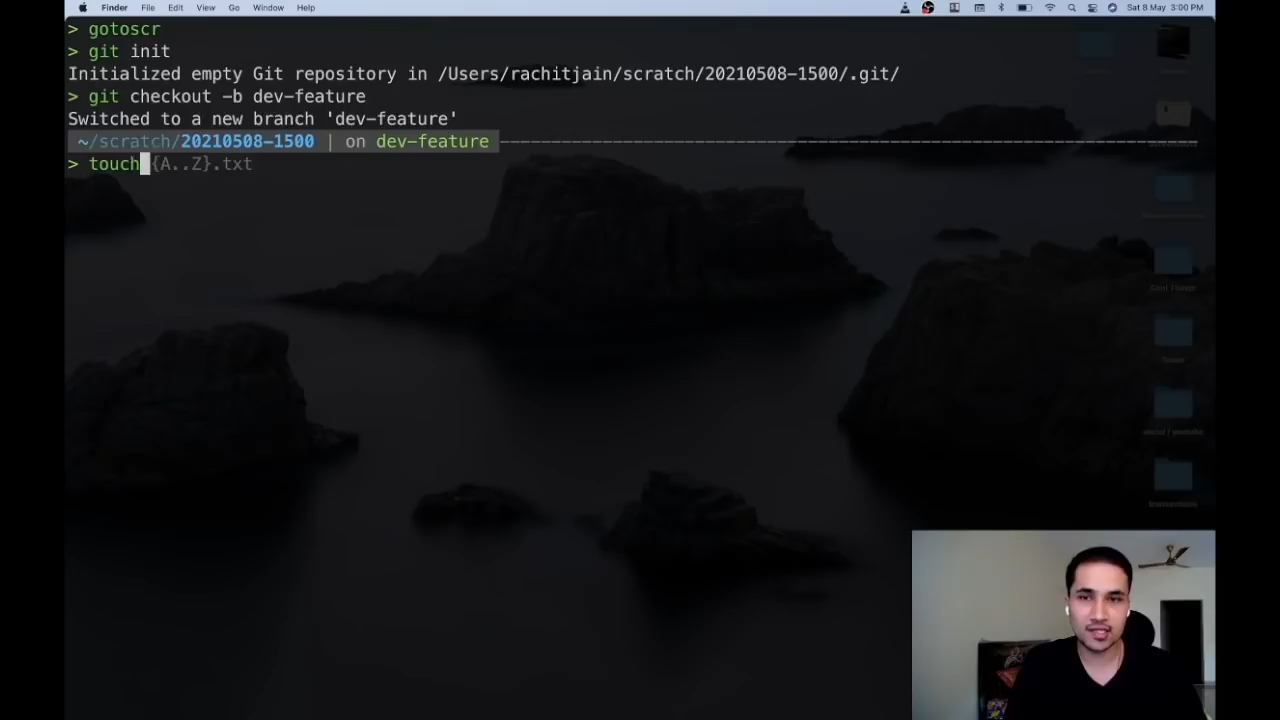 Finder File Edit View Go Window Help Sat 8 May 3:00 PM
> gotoscr
> git init
Initialized empty Git repository in /Users/rachitjain/scratch/20210508-1500/.git/
> git checkout -b dev-feature
Switched to a new branch 'dev-feature'
~/scratch/20210508-1500 | on dev-feature
> touch {A..Z}.txt